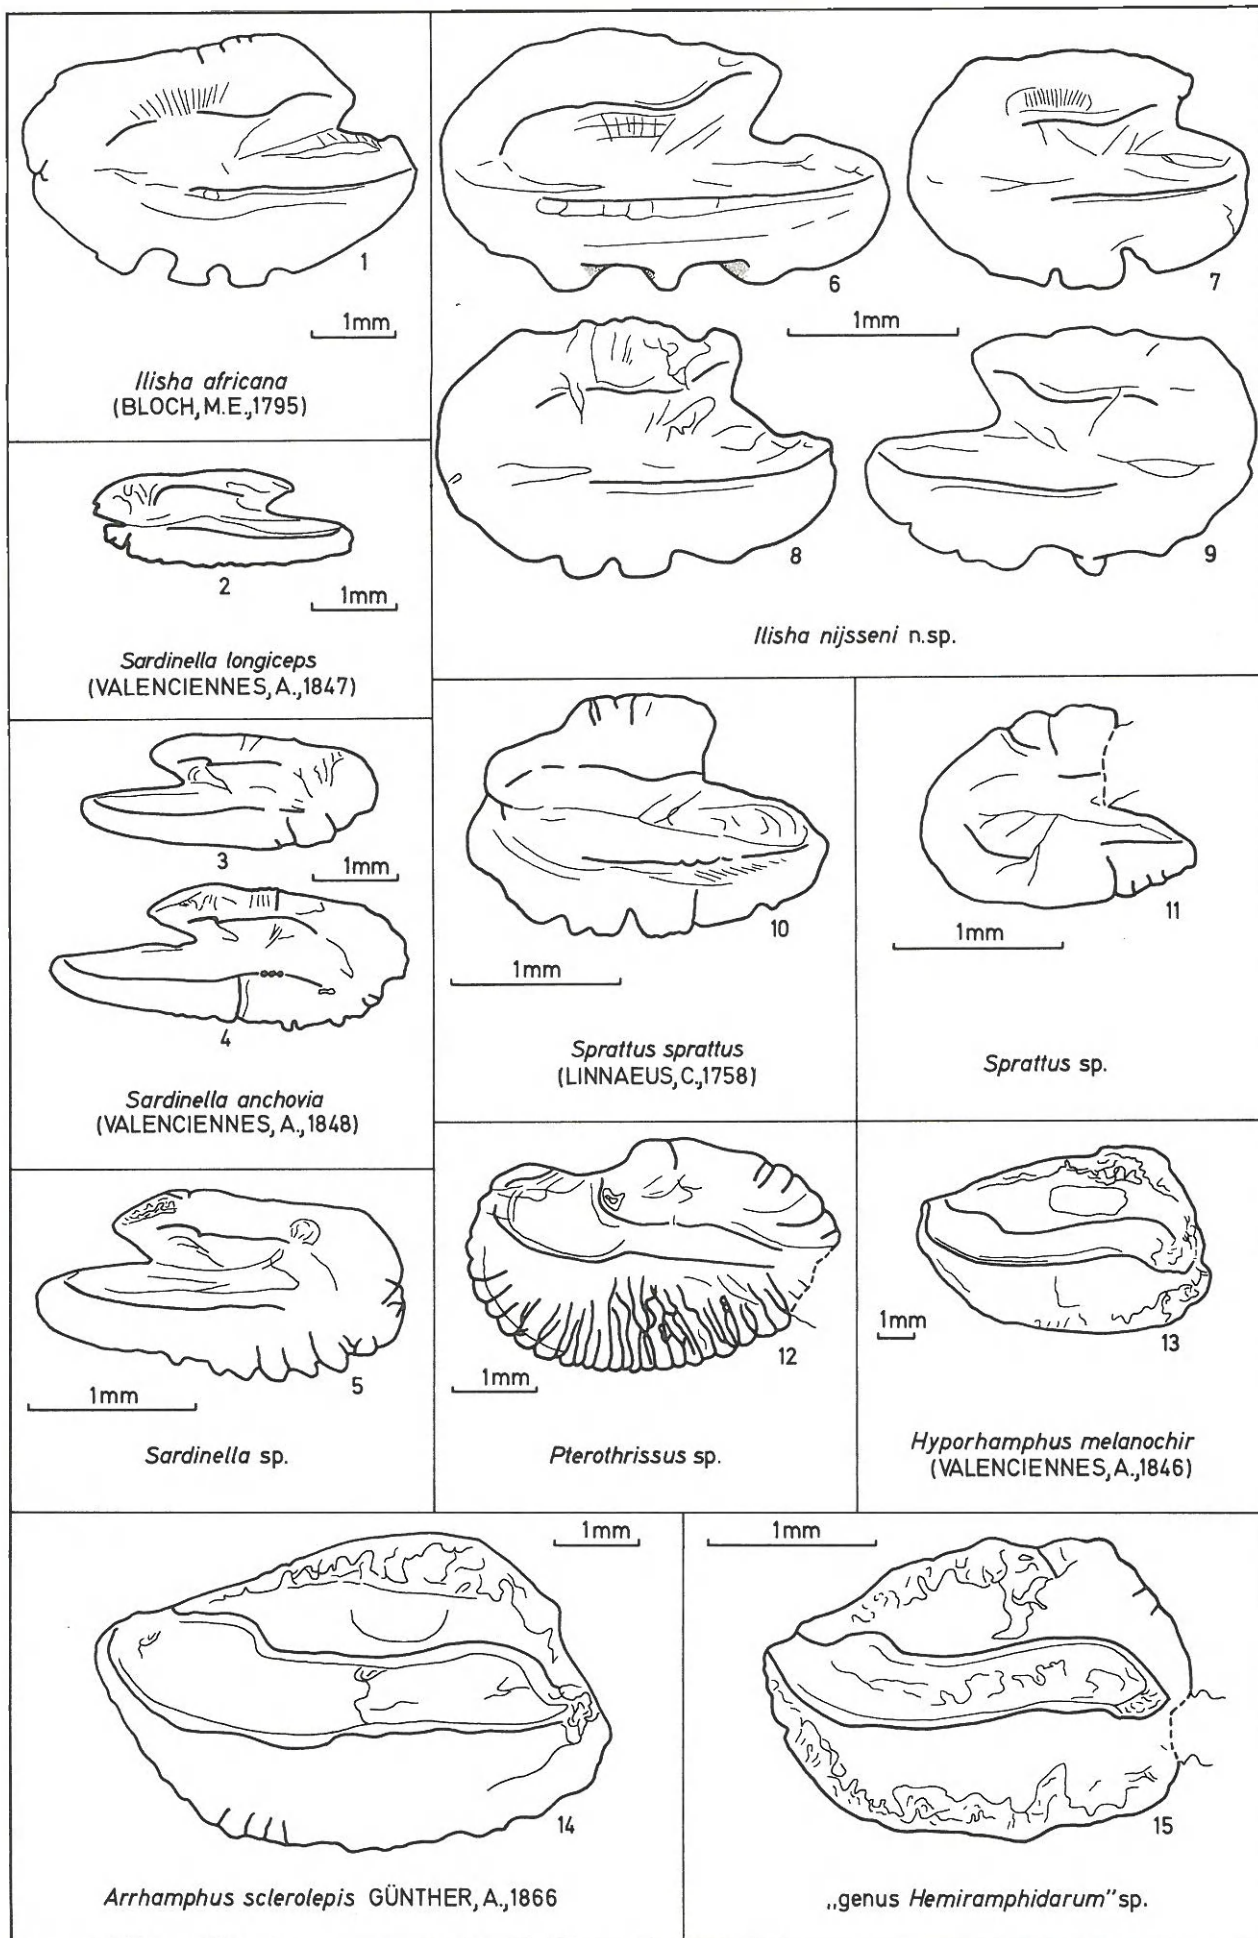 1
1mm
Ilisha africana
(BLOCH, M.E., 1795)
2
1mm
Sardinella longiceps
(VALENCIENNES, A., 1847)
3
1mm
4
Sardinella anchovia
(VALENCIENNES, A., 1848)
5
1mm
Sardinella sp.
6
7
1mm
8
9
Ilisha nijsseni n.sp.
10
1mm
Sprattus sprattus
(LINNAEUS, C., 1758)
11
1mm
Sprattus sp.
12
1mm
Pterothrissus sp.
1mm
13
Hyporhamphus melanochir
(VALENCIENNES, A., 1846)
1mm
14
Arrhamphus sclerolepis GÜNTHER, A., 1866
1mm
15
„genus Hemiramphidarum" sp.